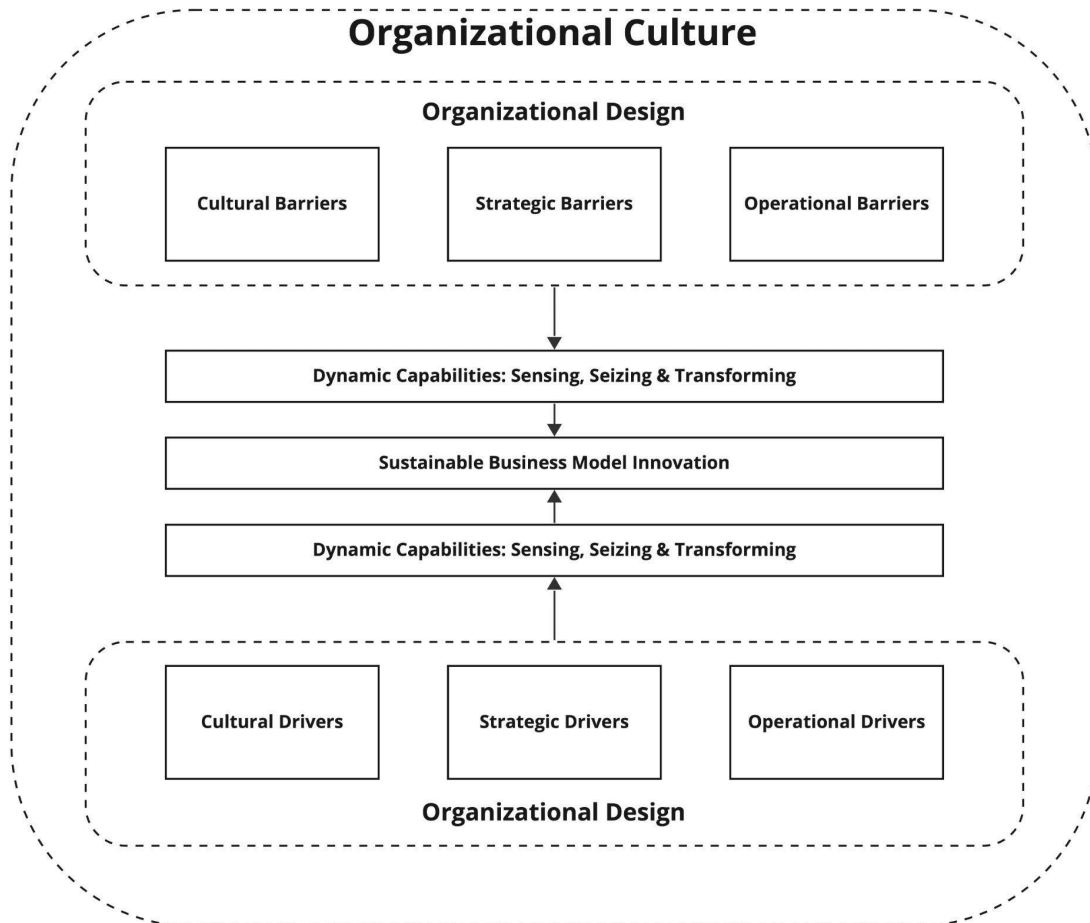 Organizational Culture
Organizational Design
Cultural Barriers
Strategic Barriers
Operational Barriers
Dynamic Capabilities: Sensing, Seizing & Transforming
Sustainable Business Model Innovation
Dynamic Capabilities: Sensing, Seizing & Transforming
Cultural Drivers
Strategic Drivers
Operational Drivers
Organizational Design